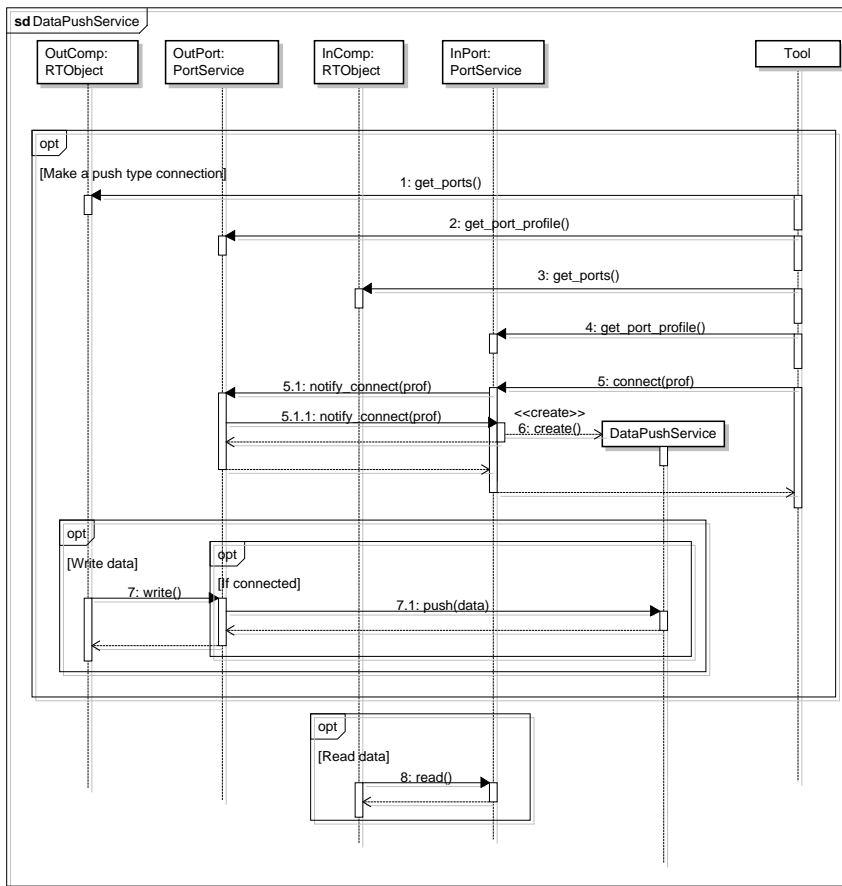 sd DataPushService
OutComp:
RTObject
OutPort:
PortService
InComp:
RTObject
InPort:
PortService
Tool
opt
[Make a push type connection]
1: get_ports()
2: get_port_profile()
3: get_ports()
4: get_port_profile()
5: connect(prof)
5.1: notify_connect(prof)
5.1.1: notify_connect(prof)
<<create>>
6: create()
DataPushService
opt
[Write data]
opt
[If connected]
7: write()
7.1: push(data)
opt
[Read data]
8: read()